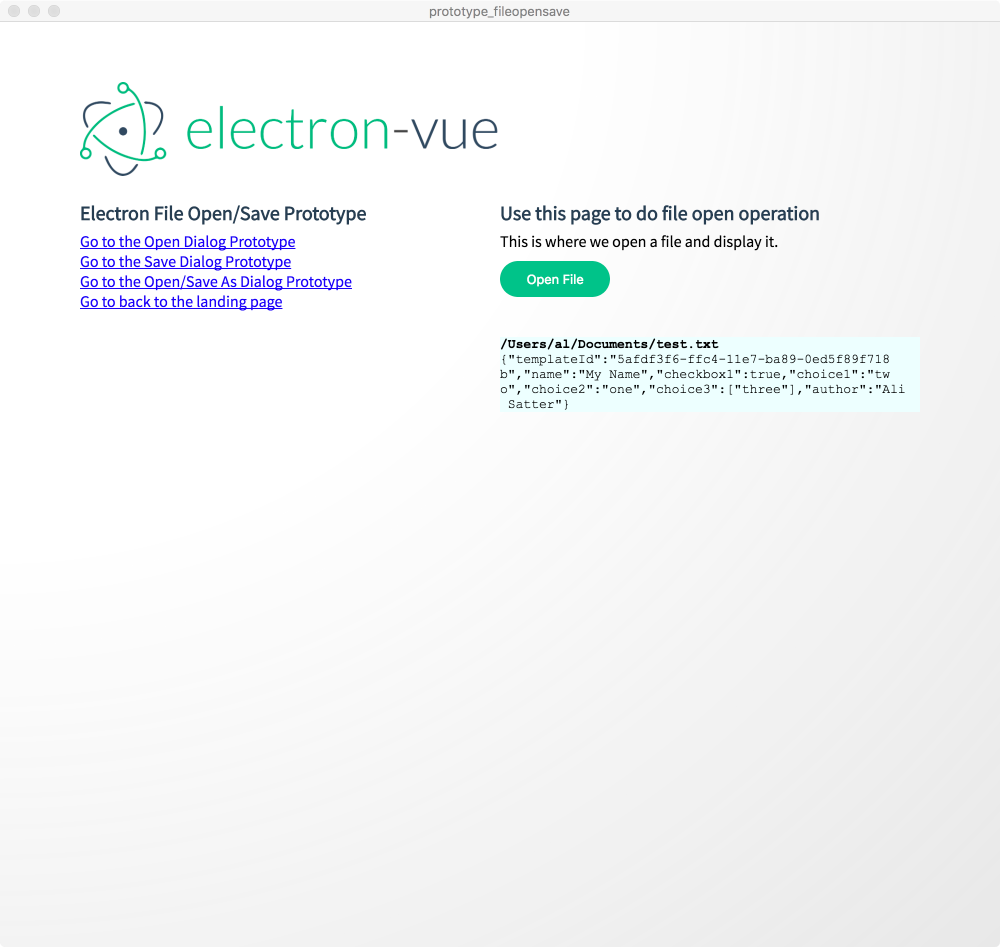 prototype_fileopensave
electron-vue
Electron File Open/Save Prototype
Go to the Open Dialog Prototype
Go to the Save Dialog Prototype
Go to the Open/Save As Dialog Prototype
Go to back to the landing page
Use this page to do file open operation
This is where we open a file and display it.
Open File
/Users/al/Documents/test.txt
{"templateId":"5afdf3f6-ffc4-11e7-ba89-0ed5f89f718
b","name":"My Name","checkbox1":true,"choice1":"tw
o","choice2":"one","choice3":["three"],"author":"Ali
 Satter"}